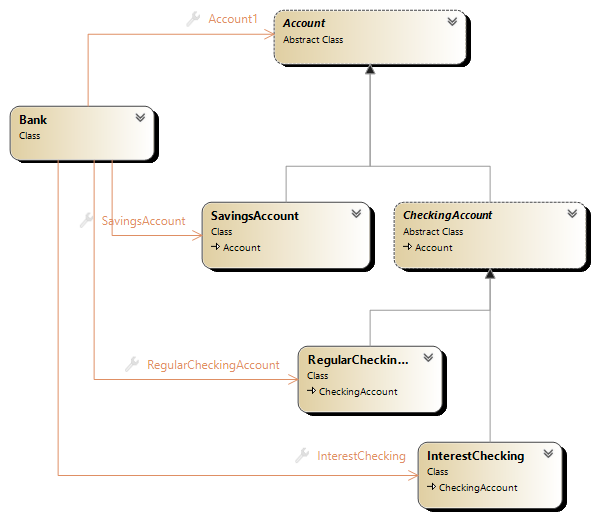 Account1
Account
Abstract Class
Bank
Class
SavingsAccount
SavingsAccount
Class
Account
CheckingAccount
Abstract Class
Account
RegularCheckingAccount
RegularCheckin...
Class
CheckingAccount
InterestChecking
InterestChecking
Class
CheckingAccount